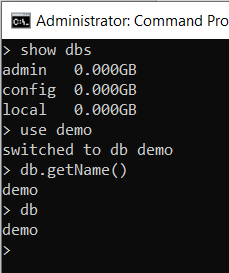 Administrator: Command Pro
> show dbs
admin   0.000GB
config  0.000GB
local   0.000GB
> use demo
switched to db demo
> db.getName()
demo
> db
demo
>